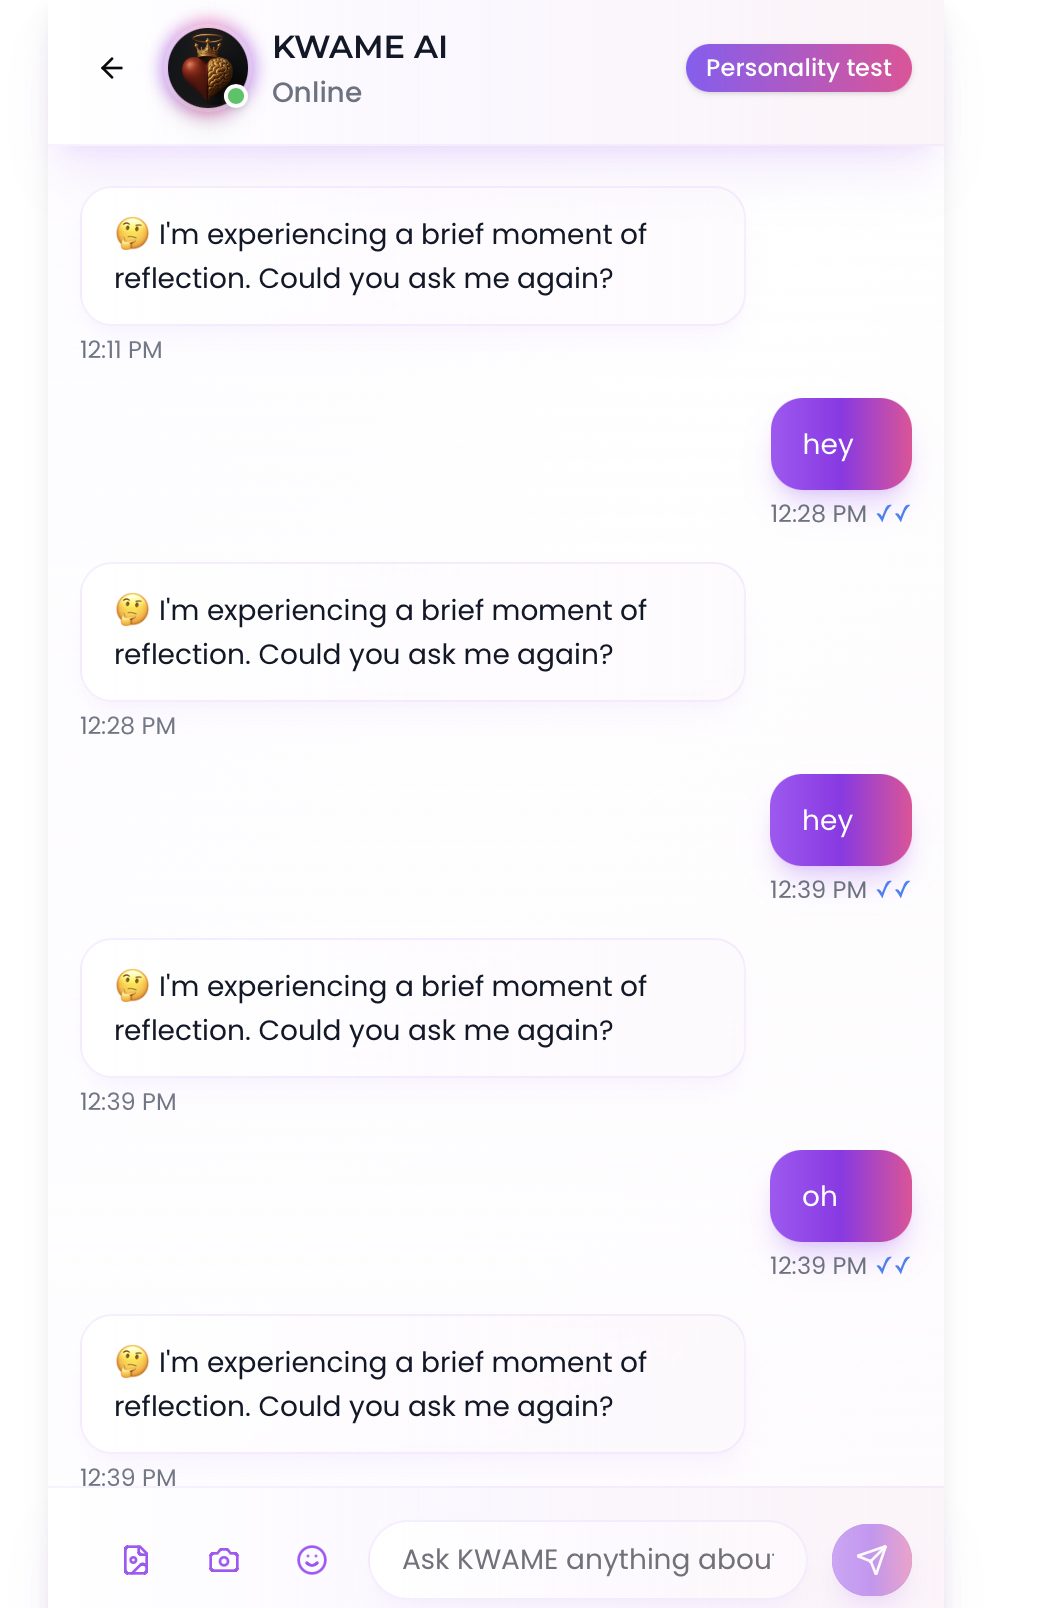 KWAME AI
Online
Personality test
🤔 I'm experiencing a brief moment of
reflection. Could you ask me again?
12:11 PM
hey
12:28 PM ✓✓
🤔 I'm experiencing a brief moment of
reflection. Could you ask me again?
12:28 PM
hey
12:39 PM ✓✓
🤔 I'm experiencing a brief moment of
reflection. Could you ask me again?
12:39 PM
oh
12:39 PM ✓✓
🤔 I'm experiencing a brief moment of
reflection. Could you ask me again?
12:39 PM
Ask KWAME anything about